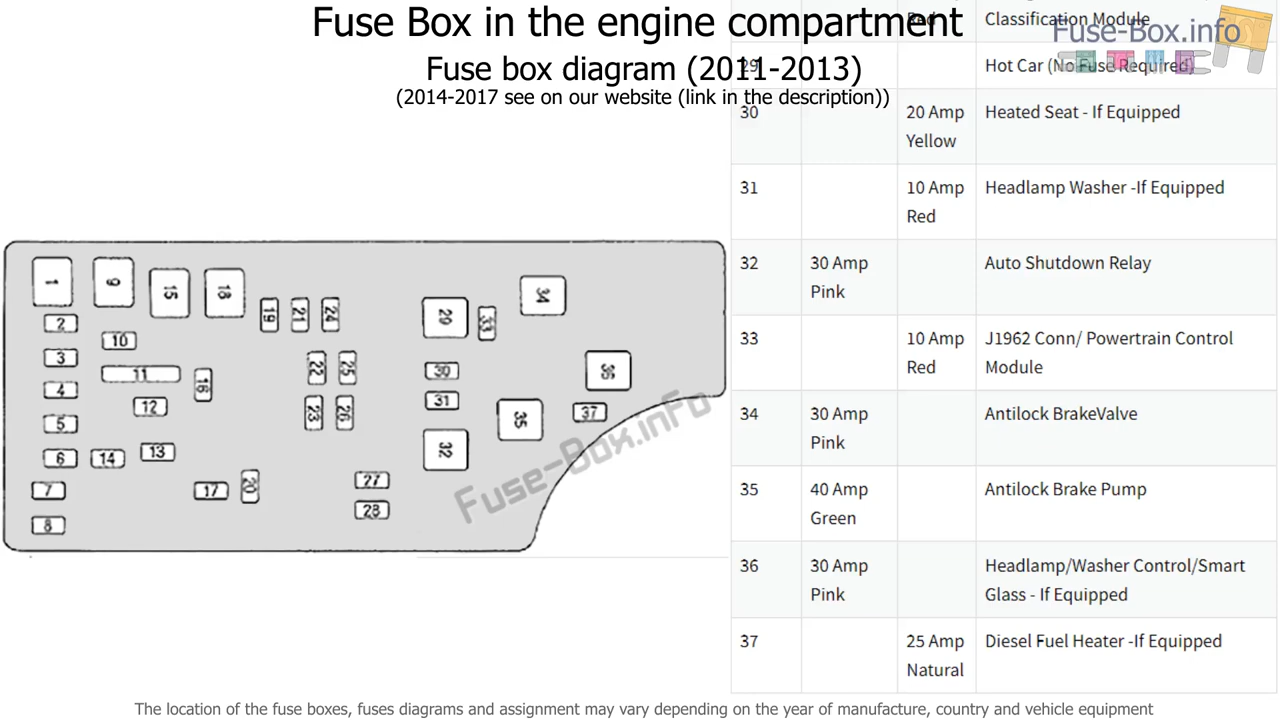 Fuse Box in the engine compartment
Fuse box diagram (2011-2013)
(2014-2017 see on our website (link in the description))
Fuse-Box.info
Red Classification Module
29 Hot Car (No Fuse Required)
30 20 Amp Heated Seat - If Equipped
Yellow
31 10 Amp Headlamp Washer -If Equipped
Red
32 30 Amp Auto Shutdown Relay
Pink
33 10 Amp J1962 Conn/ Powertrain Control
Red Module
34 30 Amp Antilock BrakeValve
Pink
35 40 Amp Antilock Brake Pump
Green
36 30 Amp Headlamp/Washer Control/Smart
Pink Glass - If Equipped
37 25 Amp Diesel Fuel Heater -If Equipped
Natural
1 9 15 18 34
2 19 21 24 29 33
10
3 22 25 30 36
11
4 16 31
12 23 26 37
5 35
6 14 13 32
7 17 20 27
8 28
Fuse-Box.info
The location of the fuse boxes, fuses diagrams and assignment may vary depending on the year of manufacture, country and vehicle equipment